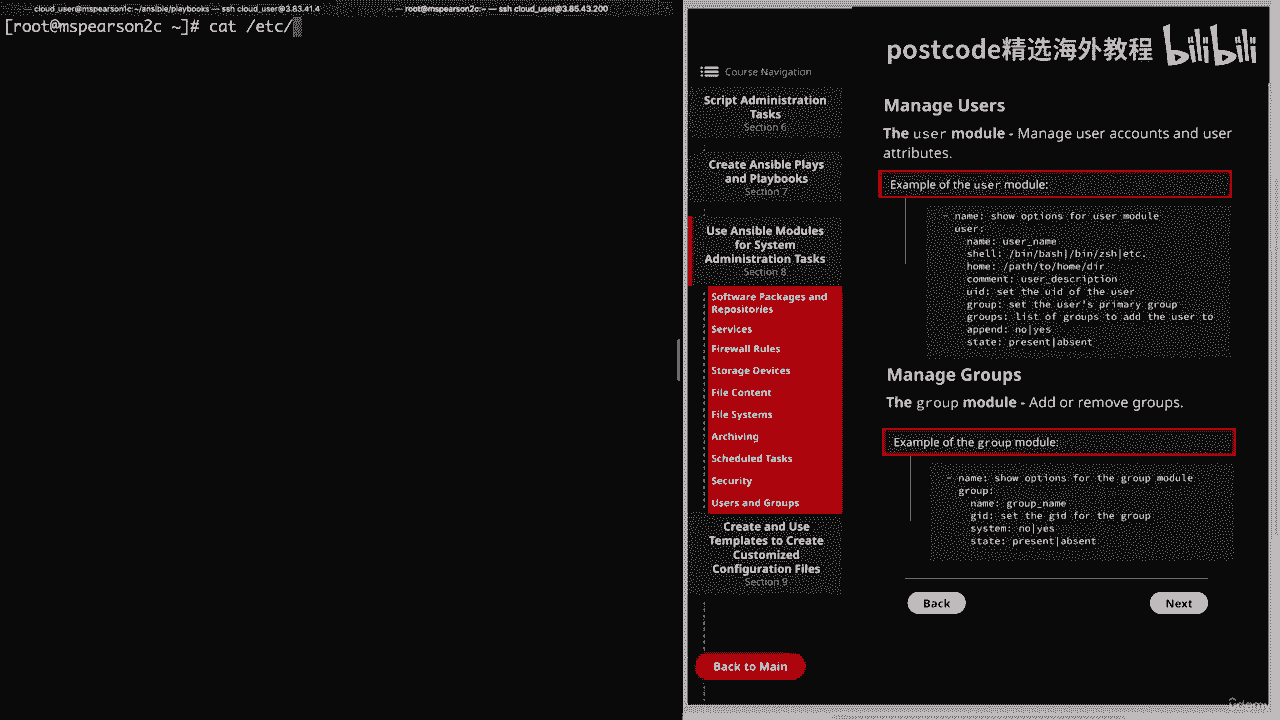 cloud_user@mspearson1c:~/ansible/playbooks — ssh cloud_user@3.83.41.4
~ — root@mspearson2c:~ — ssh cloud_user@3.85.43.200
[root@mspearson2c ~]# cat /etc/
postcode精选海外教程 bilibili
Course Navigation
Script Administration
Tasks
Section 6
Create Ansible Plays
and Playbooks
Section 7
Use Ansible Modules
for System
Administration Tasks
Section 8
Software Packages and
Repositories
Services
Firewall Rules
Storage Devices
File Content
File Systems
Archiving
Scheduled Tasks
Security
Users and Groups
Create and Use
Templates to Create
Customized
Configuration Files
Section 9
Back to Main
Manage Users
The user module - Manage user accounts and user
attributes.
Example of the user module:
name: show options for user module
user:
name: user_name
shell: /bin/bash|/bin/zsh|etc.
home: /path/to/home/dir
comment: user_description
uid: set the uid of the user
group: set the user's primary group
groups: list of groups to add the user to
append: no|yes
state: present|absent
Manage Groups
The group module - Add or remove groups.
Example of the group module:
- name: show options for the group module
group:
name: group_name
gid: set the gid for the group
system: no|yes
state: present|absent
Back
Next
Udemy